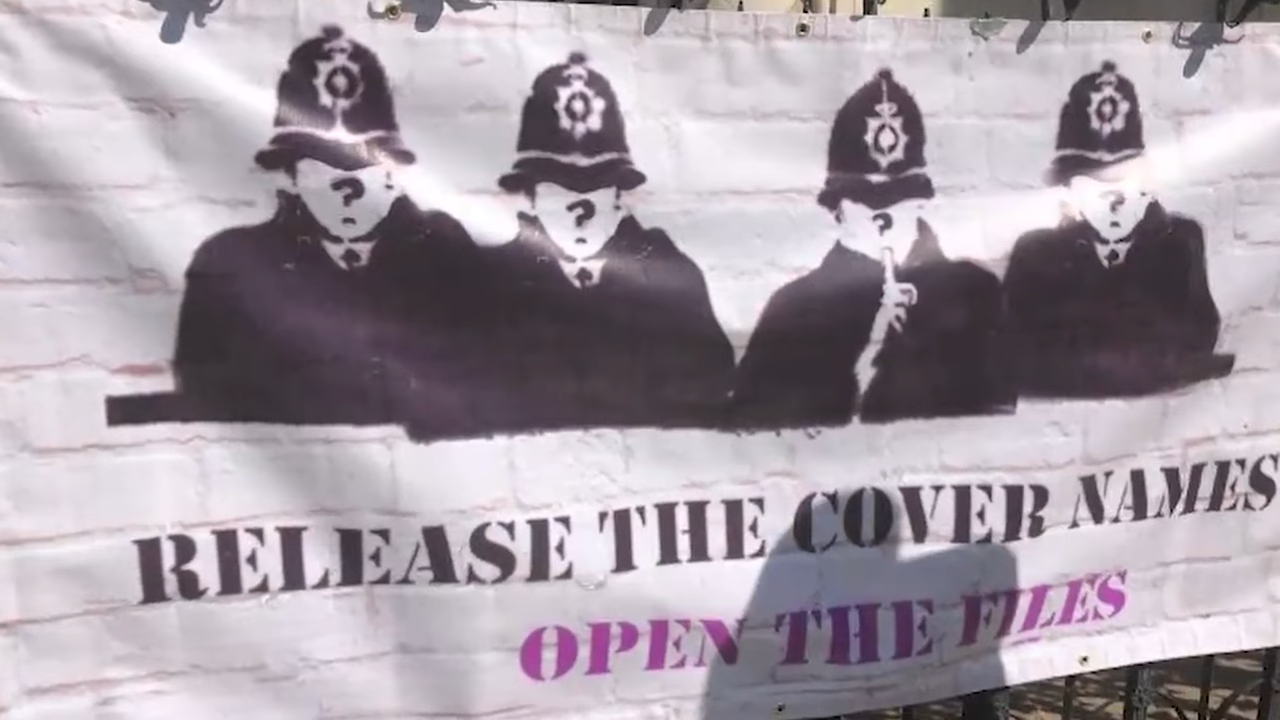 ? ? ? ?
RELEASE THE COVER NAMES
OPEN THE FILES